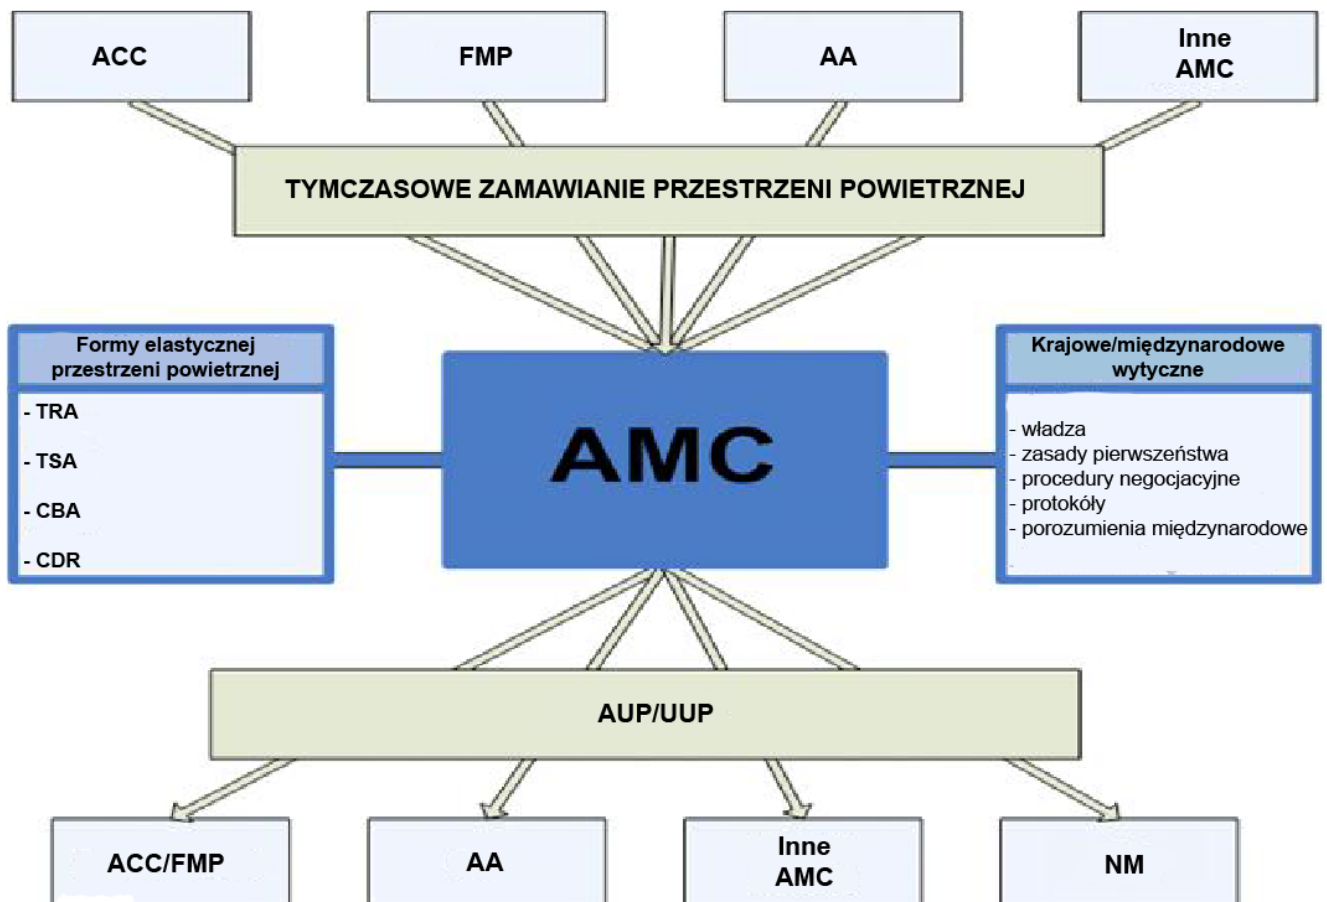 ACC
FMP
AA
Inne
AMC
TYMCZASOWE ZAMAWIANIE PRZESTRZENI POWIETRZNEJ
Formy elastycznej
przestrzeni powietrznej
- TRA
- TSA
- CBA
- CDR
AMC
Krajowe/międzynarodowe
wytyczne
- władza
- zasady pierwszeństwa
- procedury negocjacyjne
- protokóły
- porozumienia międzynarodowe
AUP/UUP
ACC/FMP
AA
Inne
AMC
NM